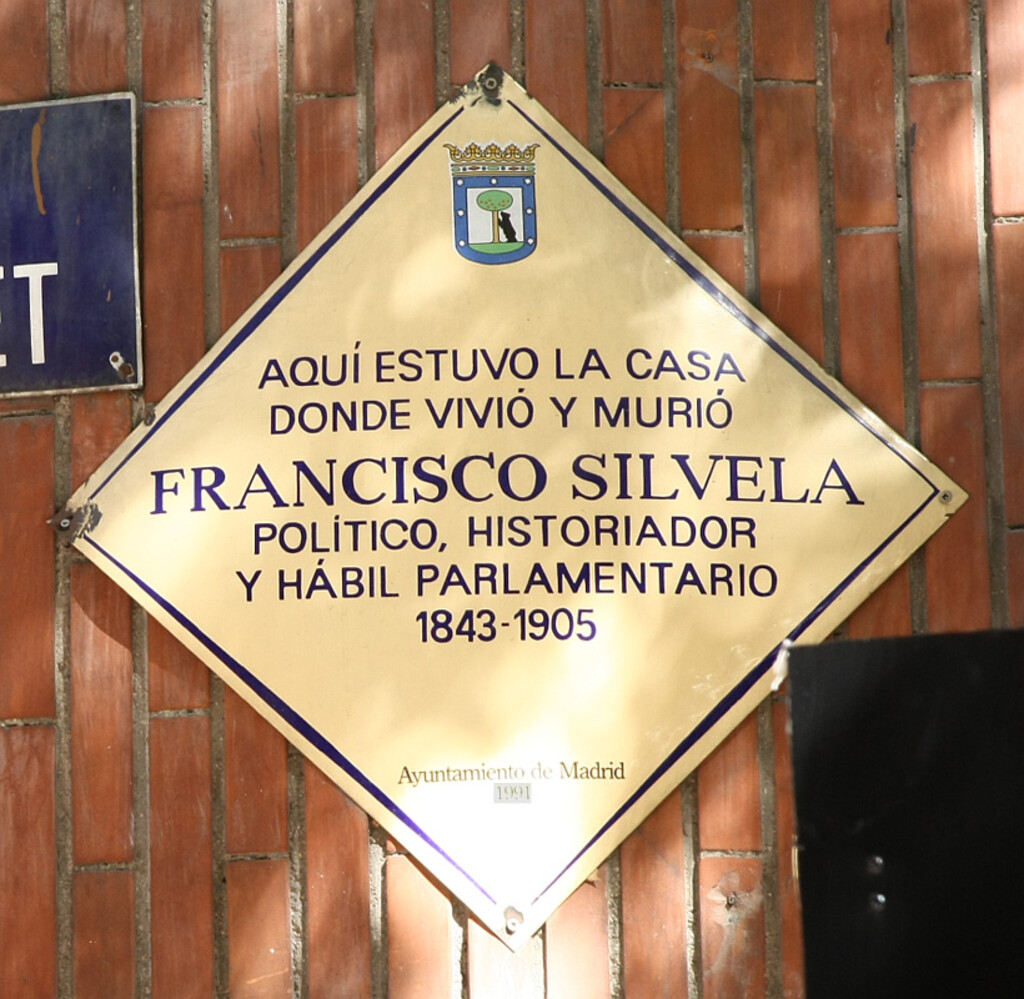 AQUÍ ESTUVO LA CASA
DONDE VIVIÓ Y MURIÓ
FRANCISCO SILVELA
POLÍTICO, HISTORIADOR
Y HÁBIL PARLAMENTARIO
1843-1905
Ayuntamiento de Madrid
1991